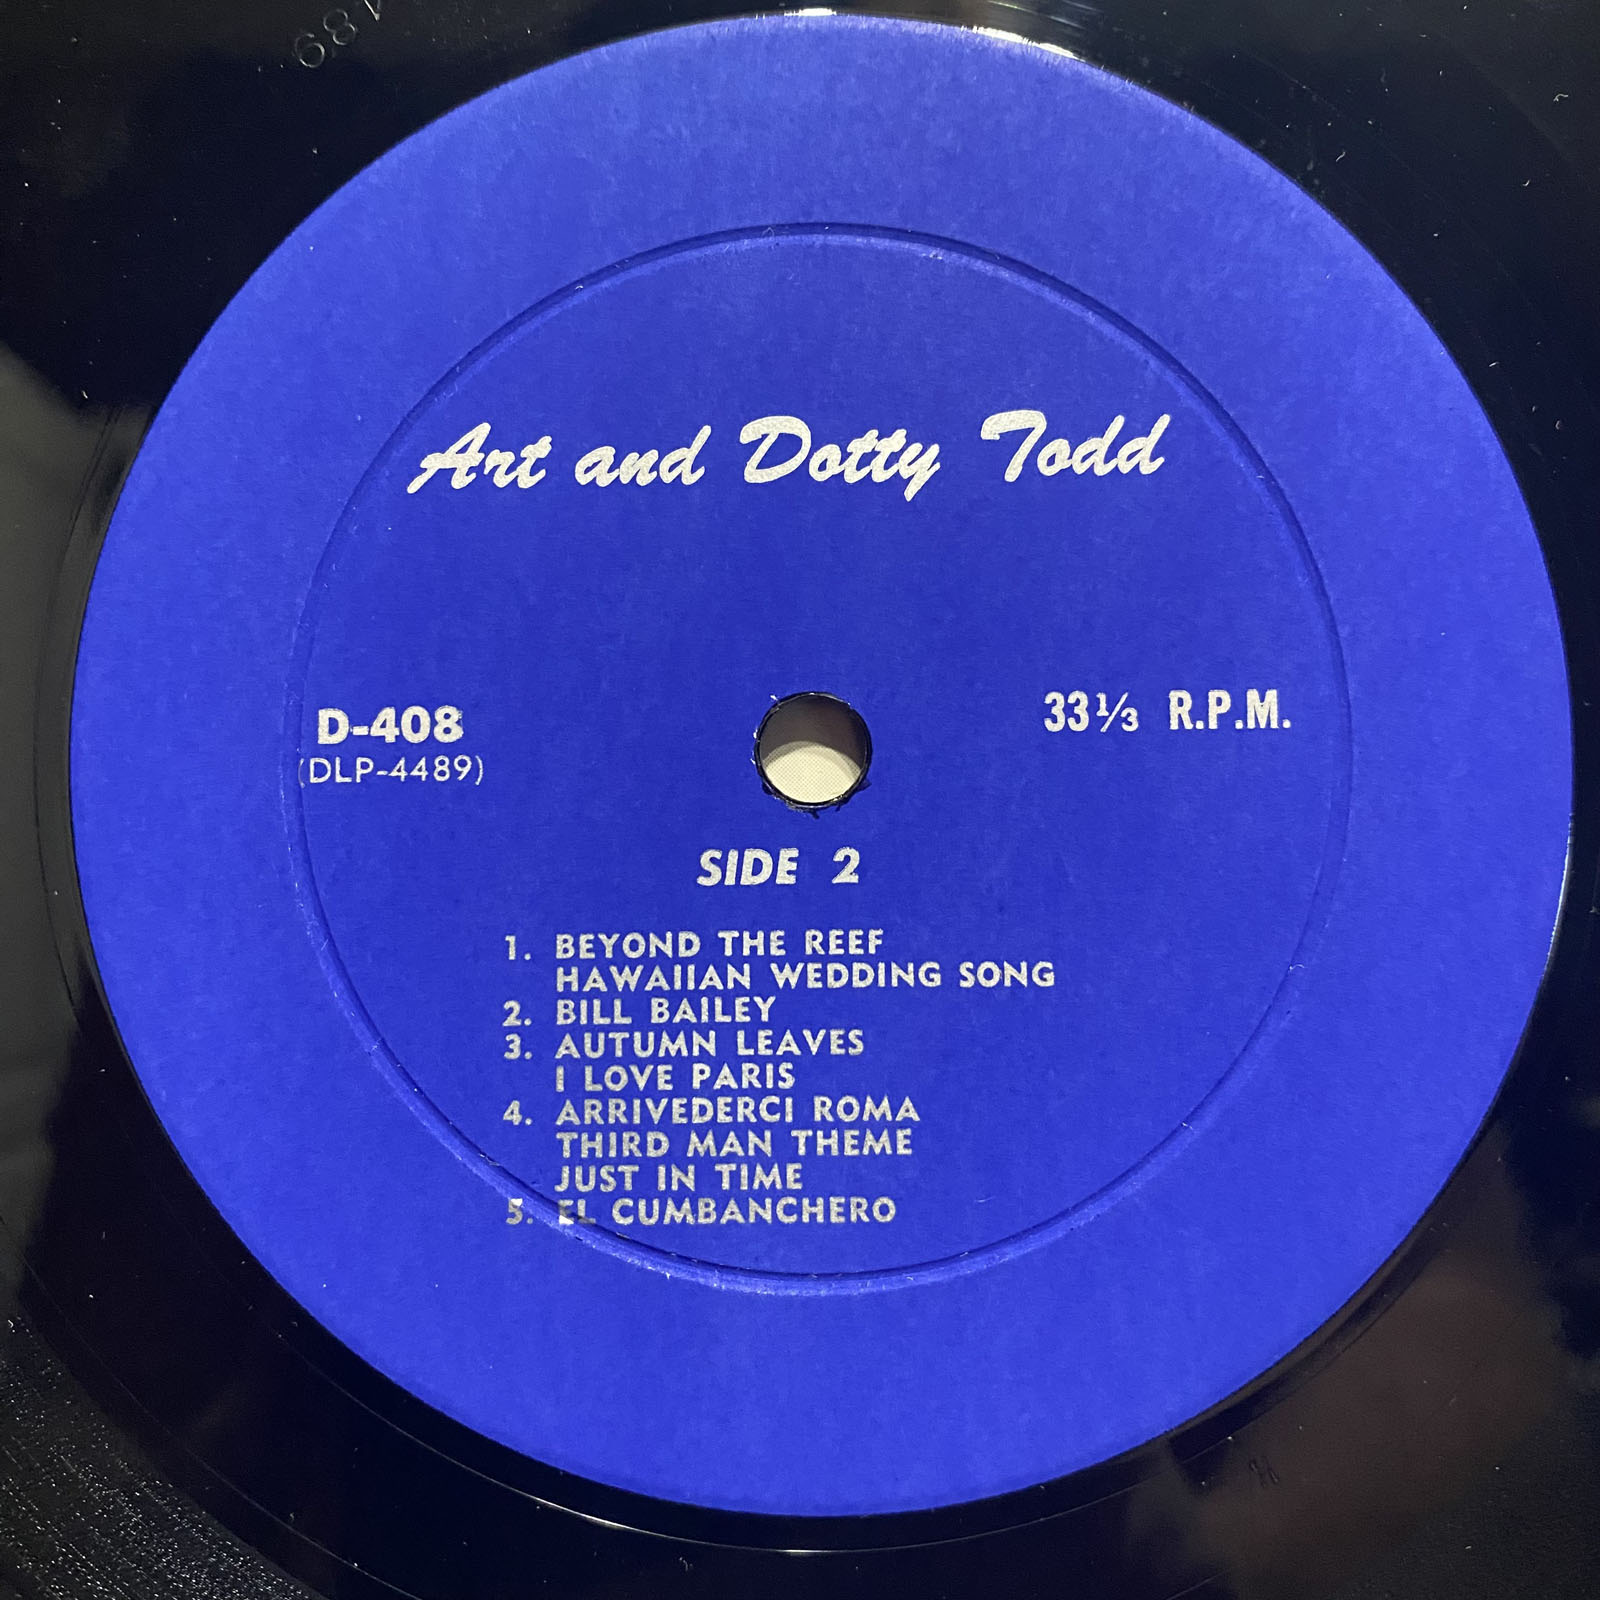 Art and Dotty Todd
D-408
(DLP-4489)
33⅓ R.P.M.
SIDE 2
1. BEYOND THE REEF
HAWAIIAN WEDDING SONG
2. BILL BAILEY
3. AUTUMN LEAVES
I LOVE PARIS
4. ARRIVEDERCI ROMA
THIRD MAN THEME
JUST IN TIME
5. EL CUMBANCHERO